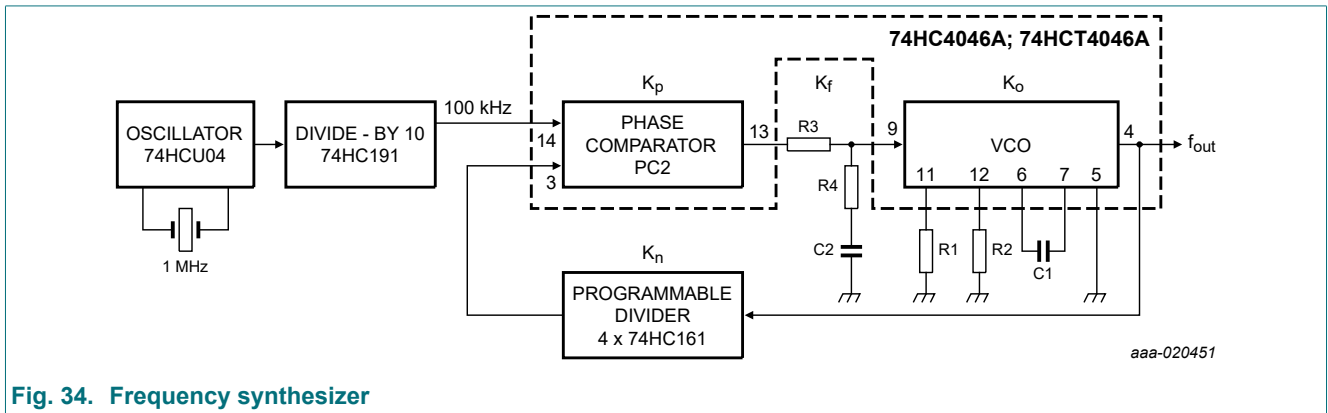 74HC4046A; 74HCT4046A
Kp
Kf
Ko
100 kHz
OSCILLATOR
74HCU04
DIVIDE - BY 10
74HC191
14
3
PHASE
COMPARATOR
PC2
13
R3
9
VCO
4
fout
11
12
6
7
5
R4
C2
R1
R2
C1
1 MHz
Kn
PROGRAMMABLE
DIVIDER
4 x 74HC161
aaa-020451
Fig. 34. Frequency synthesizer